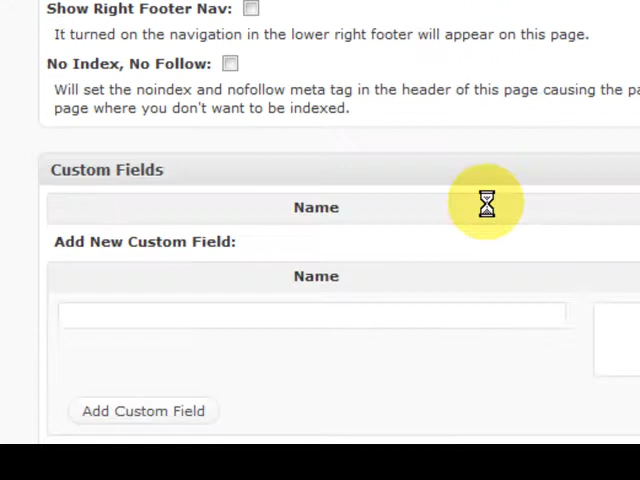 Show Right Footer Nav:
It turned on the navigation in the lower right footer will appear on this page.
No Index, No Follow:
Will set the noindex and nofollow meta tag in the header of this page causing the
page where you don't want to be indexed.
Custom Fields
Name
Add New Custom Field:
Name
Add Custom Field